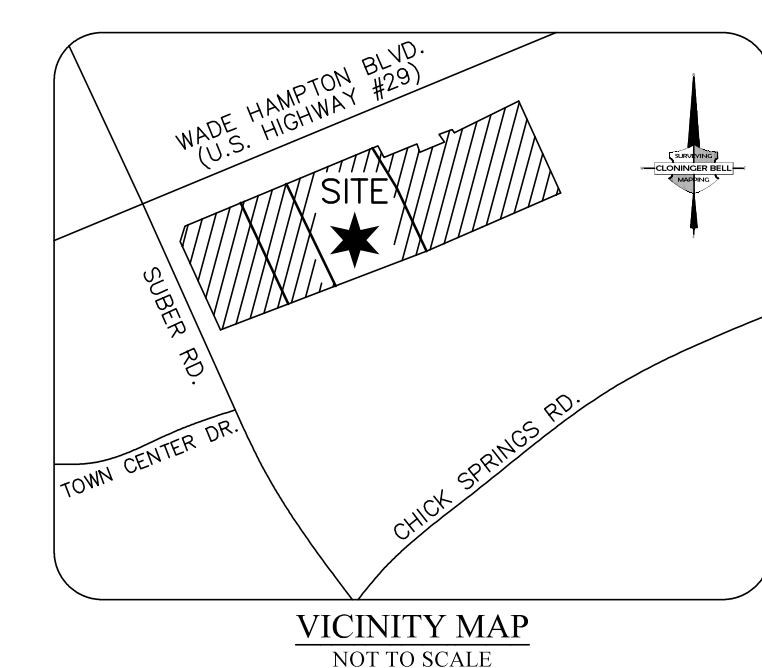 WADE HAMPTON BLVD.
(U.S. HIGHWAY #29)
SURVEYING
CLONINGER BELL
MAPPING
SITE
SUBER RD.
TOWN CENTER DR.
CHICK SPRINGS RD.
VICINITY MAP
NOT TO SCALE